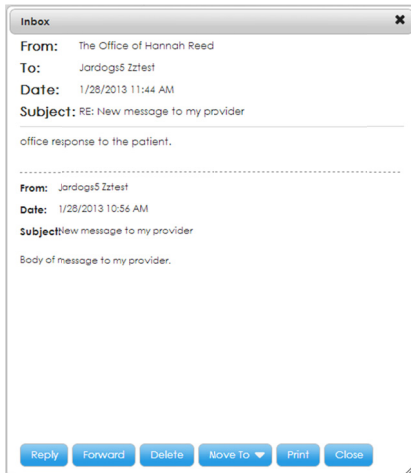 Inbox
From: The Office of Hannah Reed
To: Jardogs5 Zztest
Date: 1/28/2013 11:44 AM
Subject: RE: New message to my provider
office response to the patient.
From: Jardogs5 Zztest
Date: 1/28/2013 10:56 AM
Subject: New message to my provider
Body of message to my provider.
Reply Forward Delete Move To Print Close